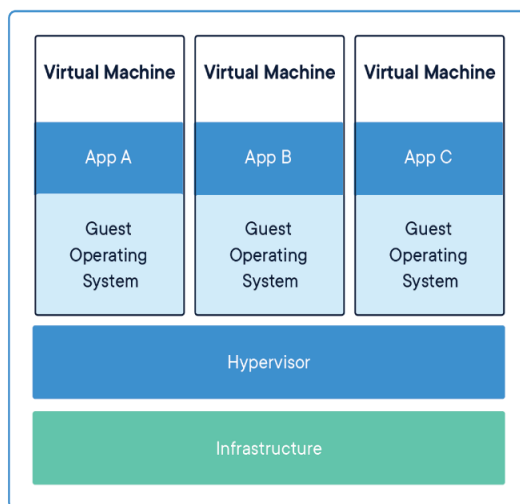 Virtual Machine Virtual Machine Virtual Machine
App A App B App C
Guest Guest Guest
Operating Operating Operating
System System System
Hypervisor
Infrastructure